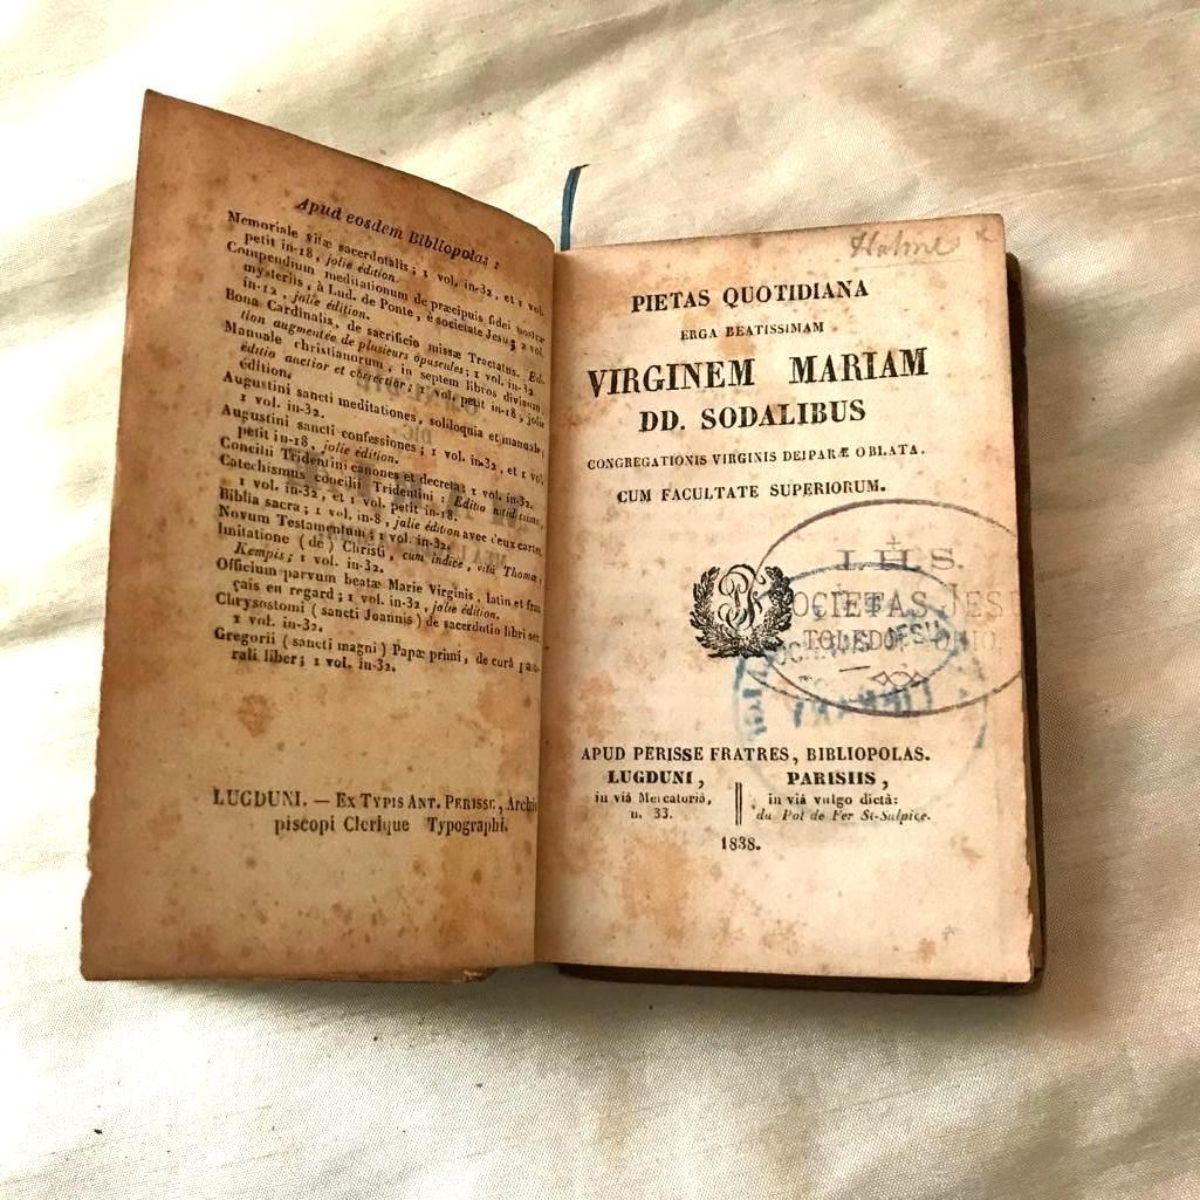 Apud eosdem Bibliopolas :
Memoriale vitæ sacerdotalis ; 1 vol. in-32, et 1 vol.
petit in-18, jolie édition.
Compendium meditationum de præcipuis fidei nostræ
mysteriis, à Lud. de Ponte, è societate Jesu ; 2 vol.
in-12, jolie édition.
Bona Cardinalis, de sacrificio missæ Tractatus. Edi-
tion augmentée de plusieurs opuscules ; 1 vol. in-32.
Manuale christianorum, in septem libros divisum,
editio auctior et correctior ; 1 vol. petit in-18, jolie
édition.
Augustini sancti meditationes, soliloquia et manuale ;
1 vol. in-32.
Augustini sancti confessiones ; 1 vol. in-32, et 1 vol.
petit in-18, jolie édition.
Concilii Tridentini canones et decreta ; 1 vol. in-32.
Catechismus concilii Tridentini : Editio nitidissima,
1 vol. in-32, et 1 vol. petit in-18.
Biblia sacra ; 1 vol. in-8, jolie édition avec deux cartes.
Novum Testamentum ; 1 vol. in-32.
Imitatione (de) Christi, cum indice, vitâ Thomæ
Kempis ; 1 vol. in-32.
Officium parvum beatæ Marie Virginis, latin et fran
çais en regard ; 1 vol. in-32, jolie édition.
Chrysostomi (sancti Joannis) de sacerdotio libri sex
1 vol. in-32.
Gregorii (sancti magni) Papæ primi, de curâ pasto-
rali liber ; 1 vol. in-32.
LUGDUNI. — EX TYPIS ANT. PERISSE, Archie
piscopi Clerique Typographi.
PIETAS QUOTIDIANA
ERGA BEATISSIMAM
VIRGINEM MARIAM
DD. SODALIBUS
CONGREGATIONIS VIRGINIS DEIPARÆ OBLATA.
CUM FACULTATE SUPERIORUM.
I.H.S.
SOCIETAS JESU
TOLEDO OHIO
APUD PERISSE FRATRES, BIBLIOPOLAS.
LUGDUNI, PARISIIS,
in viâ Mercatoriâ, in viâ vulgo dictâ :
n. 33. du Pot de Fer St-Sulpice.
1838.